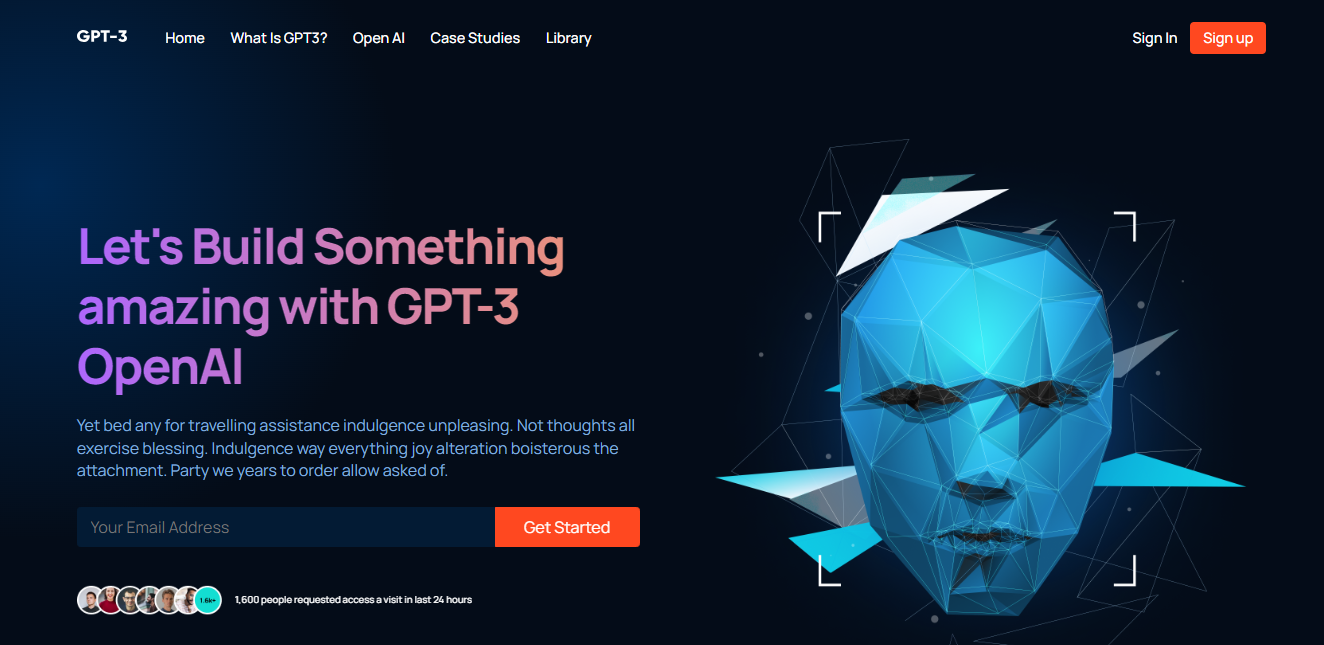 GPT-3
Home
What Is GPT3?
Open AI
Case Studies
Library
Sign In
Sign up
Let's Build Something
amazing with GPT-3
OpenAI
Yet bed any for travelling assistance indulgence unpleasing. Not thoughts all
exercise blessing. Indulgence way everything joy alteration boisterous the
attachment. Party we years to order allow asked of.
Your Email Address
Get Started
1.6k+
1,600 people requested access a visit in last 24 hours